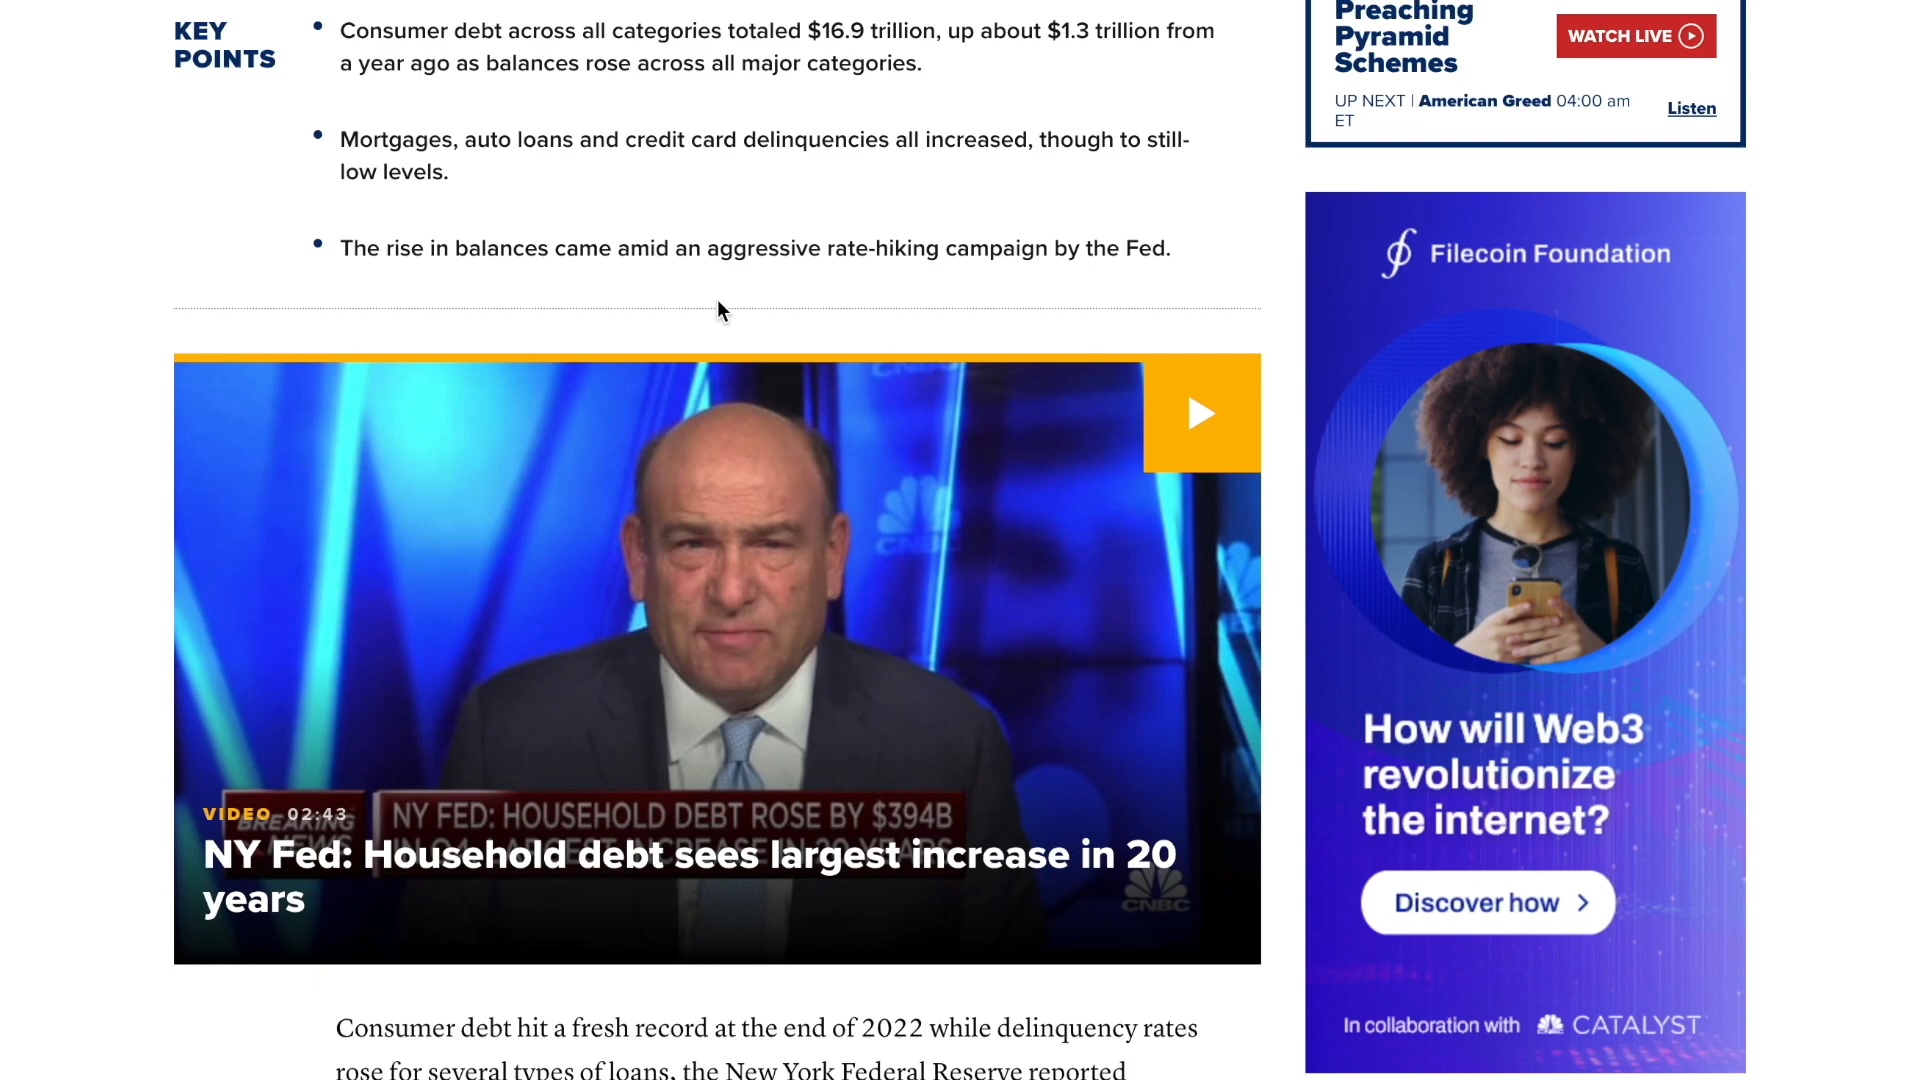 KEY
POINTS
Consumer debt across all categories totaled $16.9 trillion, up about $1.3 trillion from
a year ago as balances rose across all major categories.
Mortgages, auto loans and credit card delinquencies all increased, though to still-
low levels.
The rise in balances came amid an aggressive rate-hiking campaign by the Fed.
CNBC
NY FED: HOUSEHOLD DEBT ROSE BY $394B
VIDEO 02:43
BREAKING
NY Fed: Household debt sees largest increase in 20
years
CNBC
Consumer debt hit a fresh record at the end of 2022 while delinquency rates
rose for several types of loans, the New York Federal Reserve reported
Preaching
Pyramid
Schemes
WATCH LIVE
UP NEXT | American Greed 04:00 am
ET
Listen
Filecoin Foundation
How will Web3
revolutionize
the internet?
Discover how >
In collaboration with CATALYST